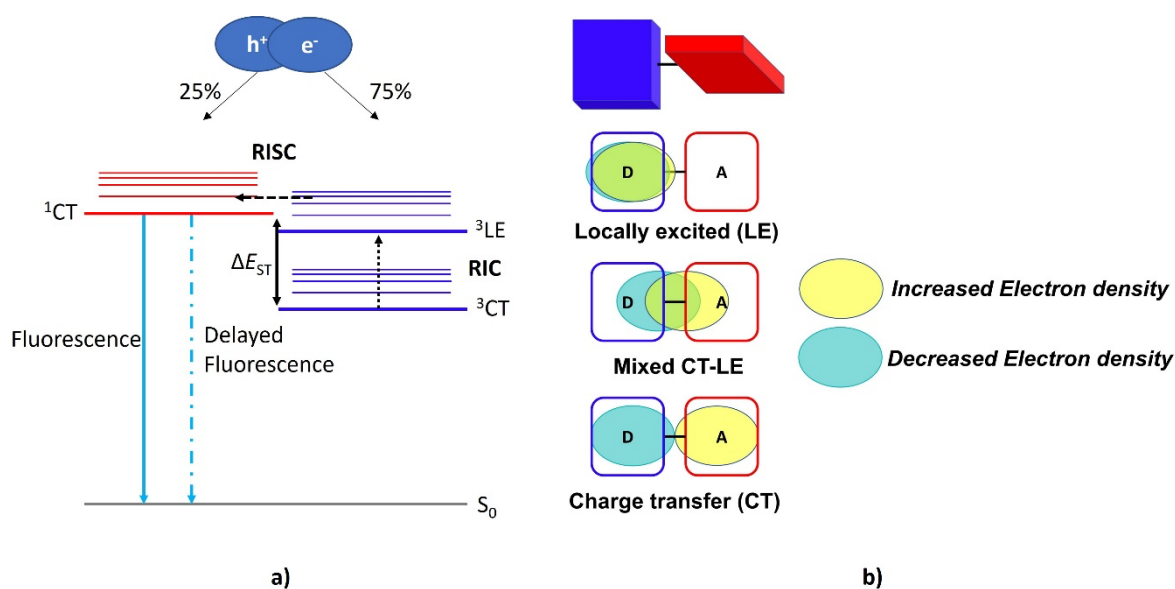 h⁺ e⁻
25% 75%
RISC
¹CT
³LE
ΔE_ST
RIC
³CT
Fluorescence
Delayed
Fluorescence
S₀
a)
D A
Locally excited (LE)
D A
Mixed CT-LE
D A
Charge transfer (CT)
Increased Electron density
Decreased Electron density
b)